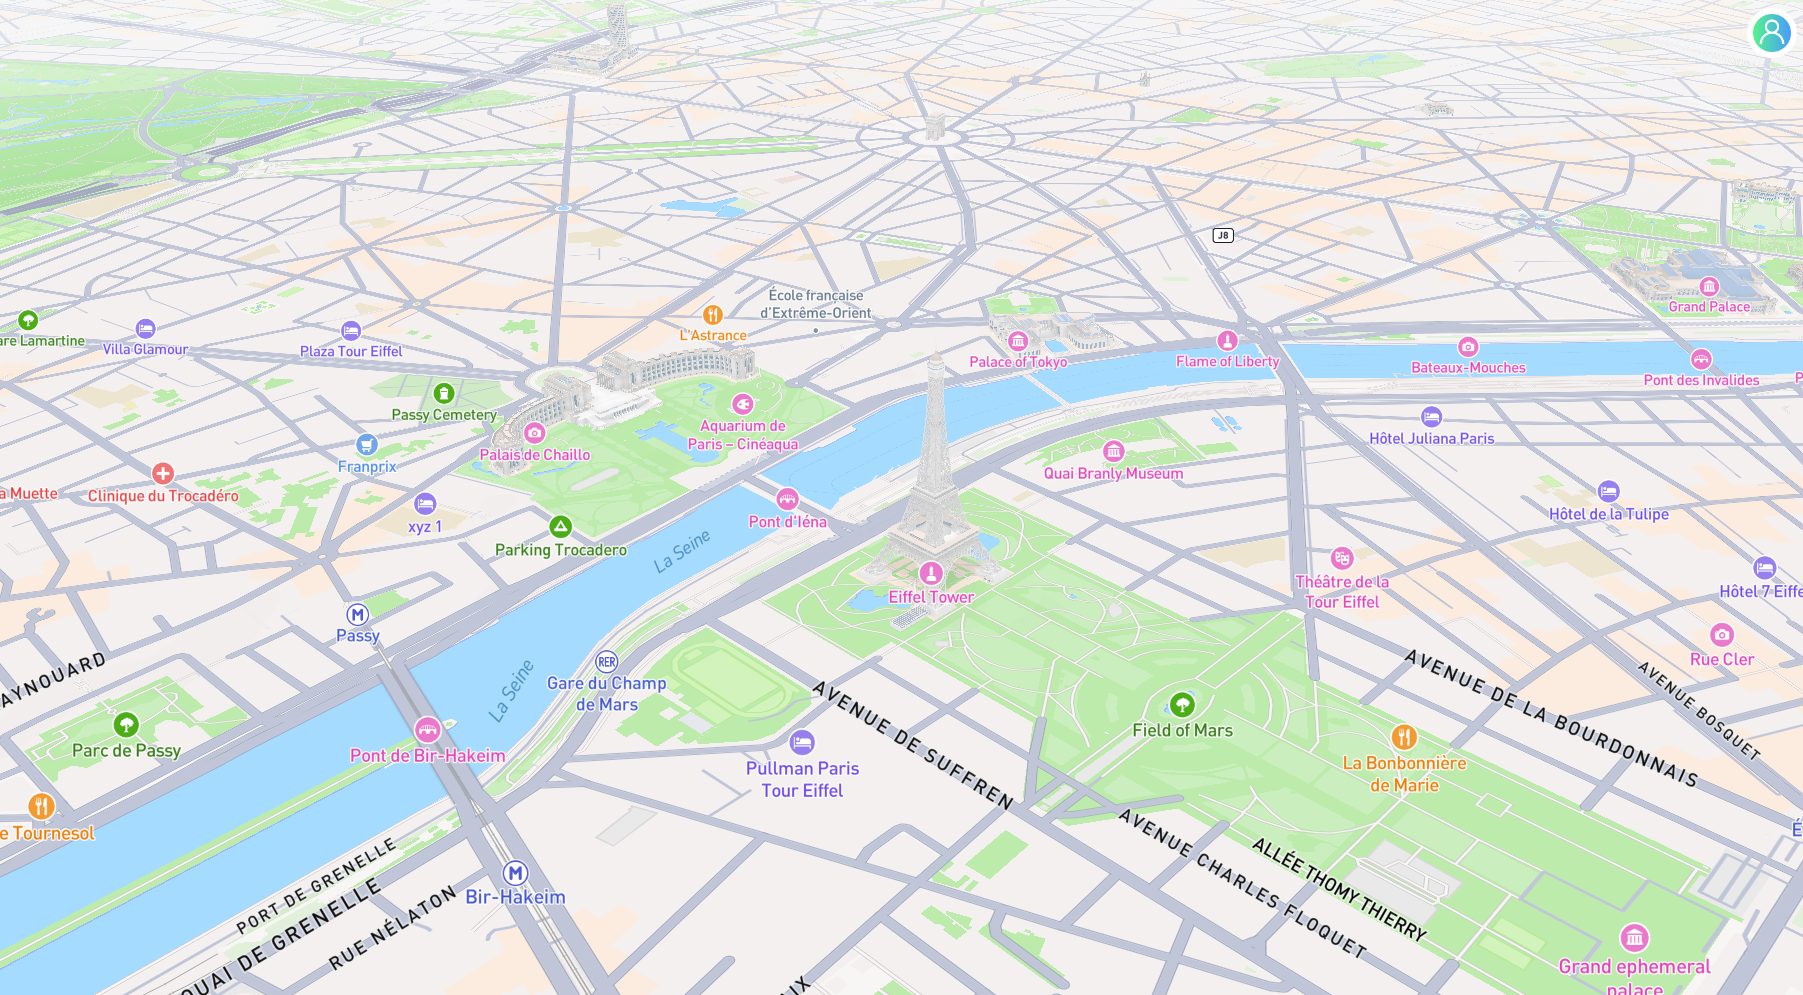 J8
École française
d'Extrême-Orient
Grand Palace
L'Astrance
are Lamartine
Villa Glamour
Plaza Tour Eiffel
Palace of Tokyo
Flame of Liberty
Bateaux-Mouches
Pont des Invalides
P
Passy Cemetery
Aquarium de
Paris – Cinéaqua
Palais de Chaillo
Hôtel Juliana Paris
Franprix
Quai Branly Museum
a Muette
Clinique du Trocadéro
xyz 1
Pont d'Iéna
Hôtel de la Tulipe
Parking Trocadero
La Seine
Eiffel Tower
Théâtre de la
Tour Eiffel
Hôtel 7 Eiffe
M
Passy
RER
Gare du Champ
de Mars
La Seine
Rue Cler
AYNOUARD
AVENUE DE LA BOURDONNAIS
AVENUE BOSQUET
Parc de Passy
Pont de Bir-Hakeim
AVENUE DE SUFFREN
Field of Mars
Pullman Paris
Tour Eiffel
La Bonbonnière
de Marie
e Tournesol
É
M
Bir-Hakeim
PORT DE GRENELLE
QUAI DE GRENELLE
RUE NÉLATON
AVENUE CHARLES FLOQUET
ALLÉE THOMY THIERRY
Grand ephemeral
palace
LIX